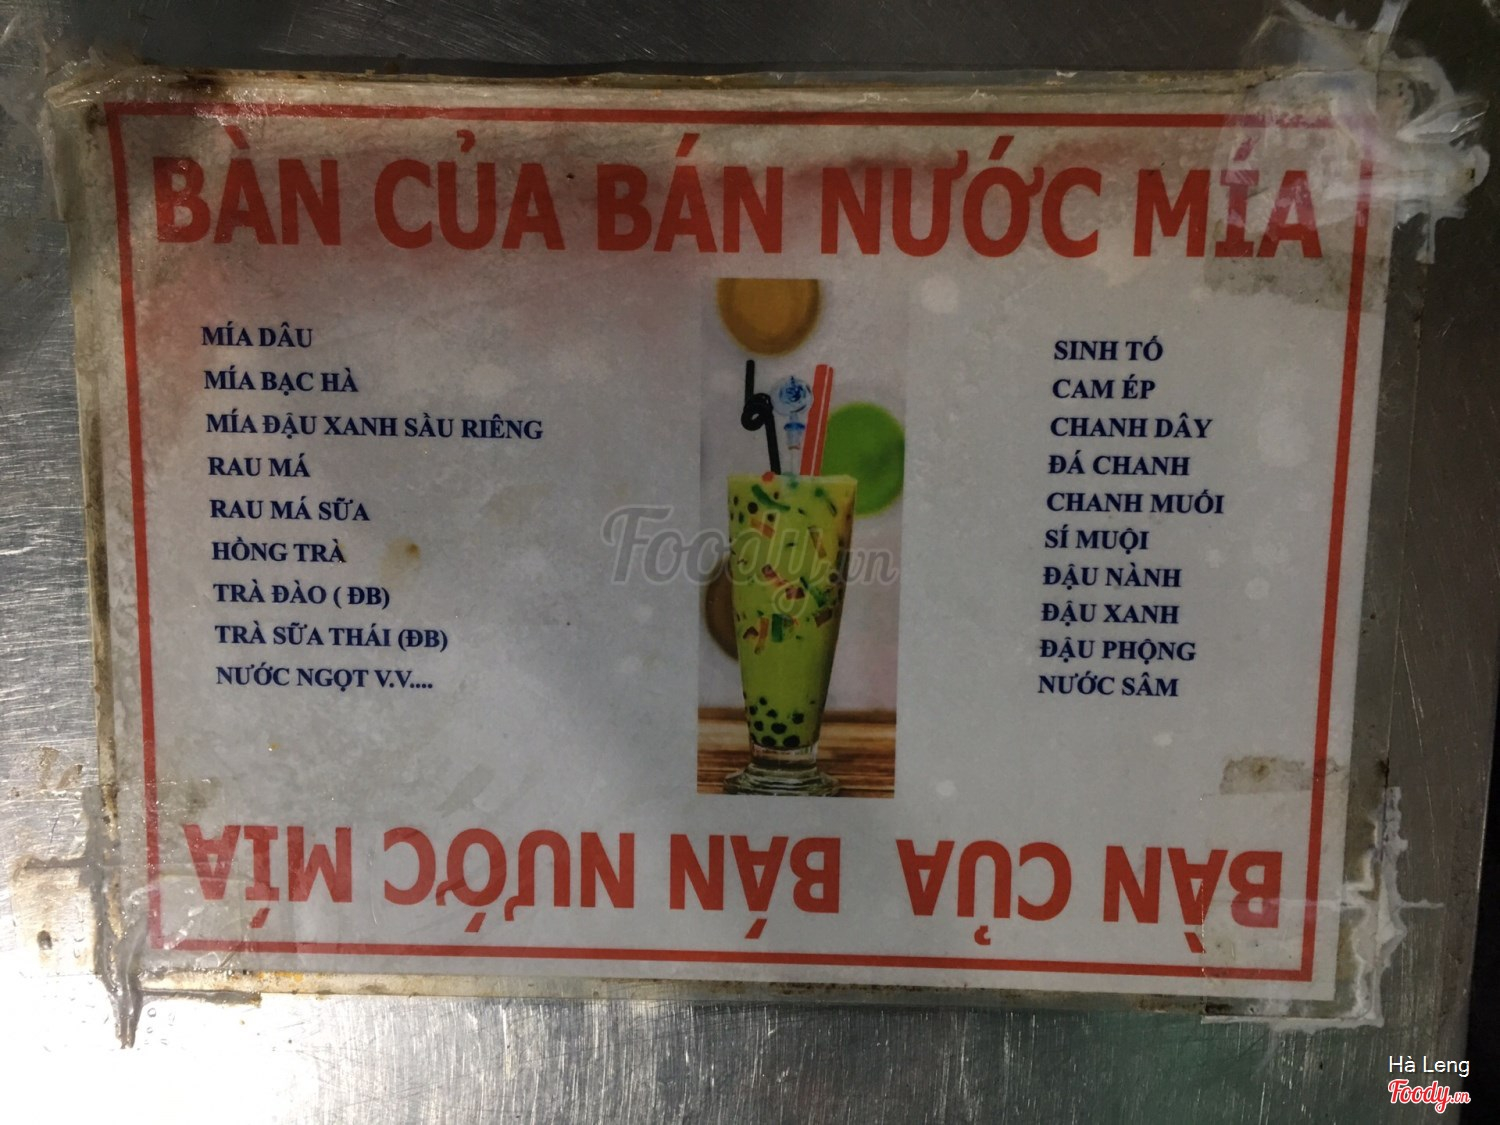 BÀN CỦA BÁN NƯỚC MÍA
MÍA DÂU
MÍA BẠC HÀ
MÍA ĐẬU XANH SẦU RIÊNG
RAU MÁ
RAU MÁ SỮA
HỒNG TRÀ
TRÀ ĐÀO ( ĐB)
TRÀ SỮA THÁI (ĐB)
NƯỚC NGỌT V.V....
SINH TỐ
CAM ÉP
CHANH DÂY
ĐÁ CHANH
CHANH MUỐI
SÍ MUỘI
ĐẬU NÀNH
ĐẬU XANH
ĐẬU PHỘNG
NƯỚC SÂM
Foody.vn
BÀN CỦA BÁN NƯỚC MÍA
Hà Leng
Foody.vn